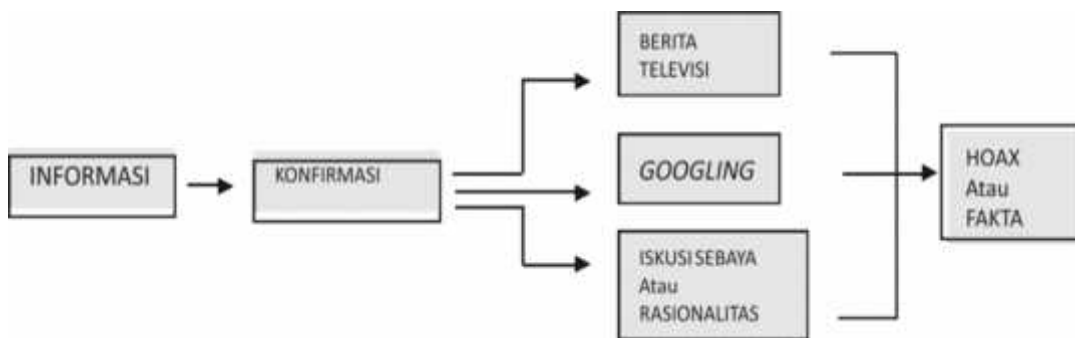 INFORMASI
KONFIRMASI
BERITA
TELEVISI
GOOGLING
ISKUSI SEBAYA
Atau
RASIONALITAS
HOAX
Atau
FAKTA